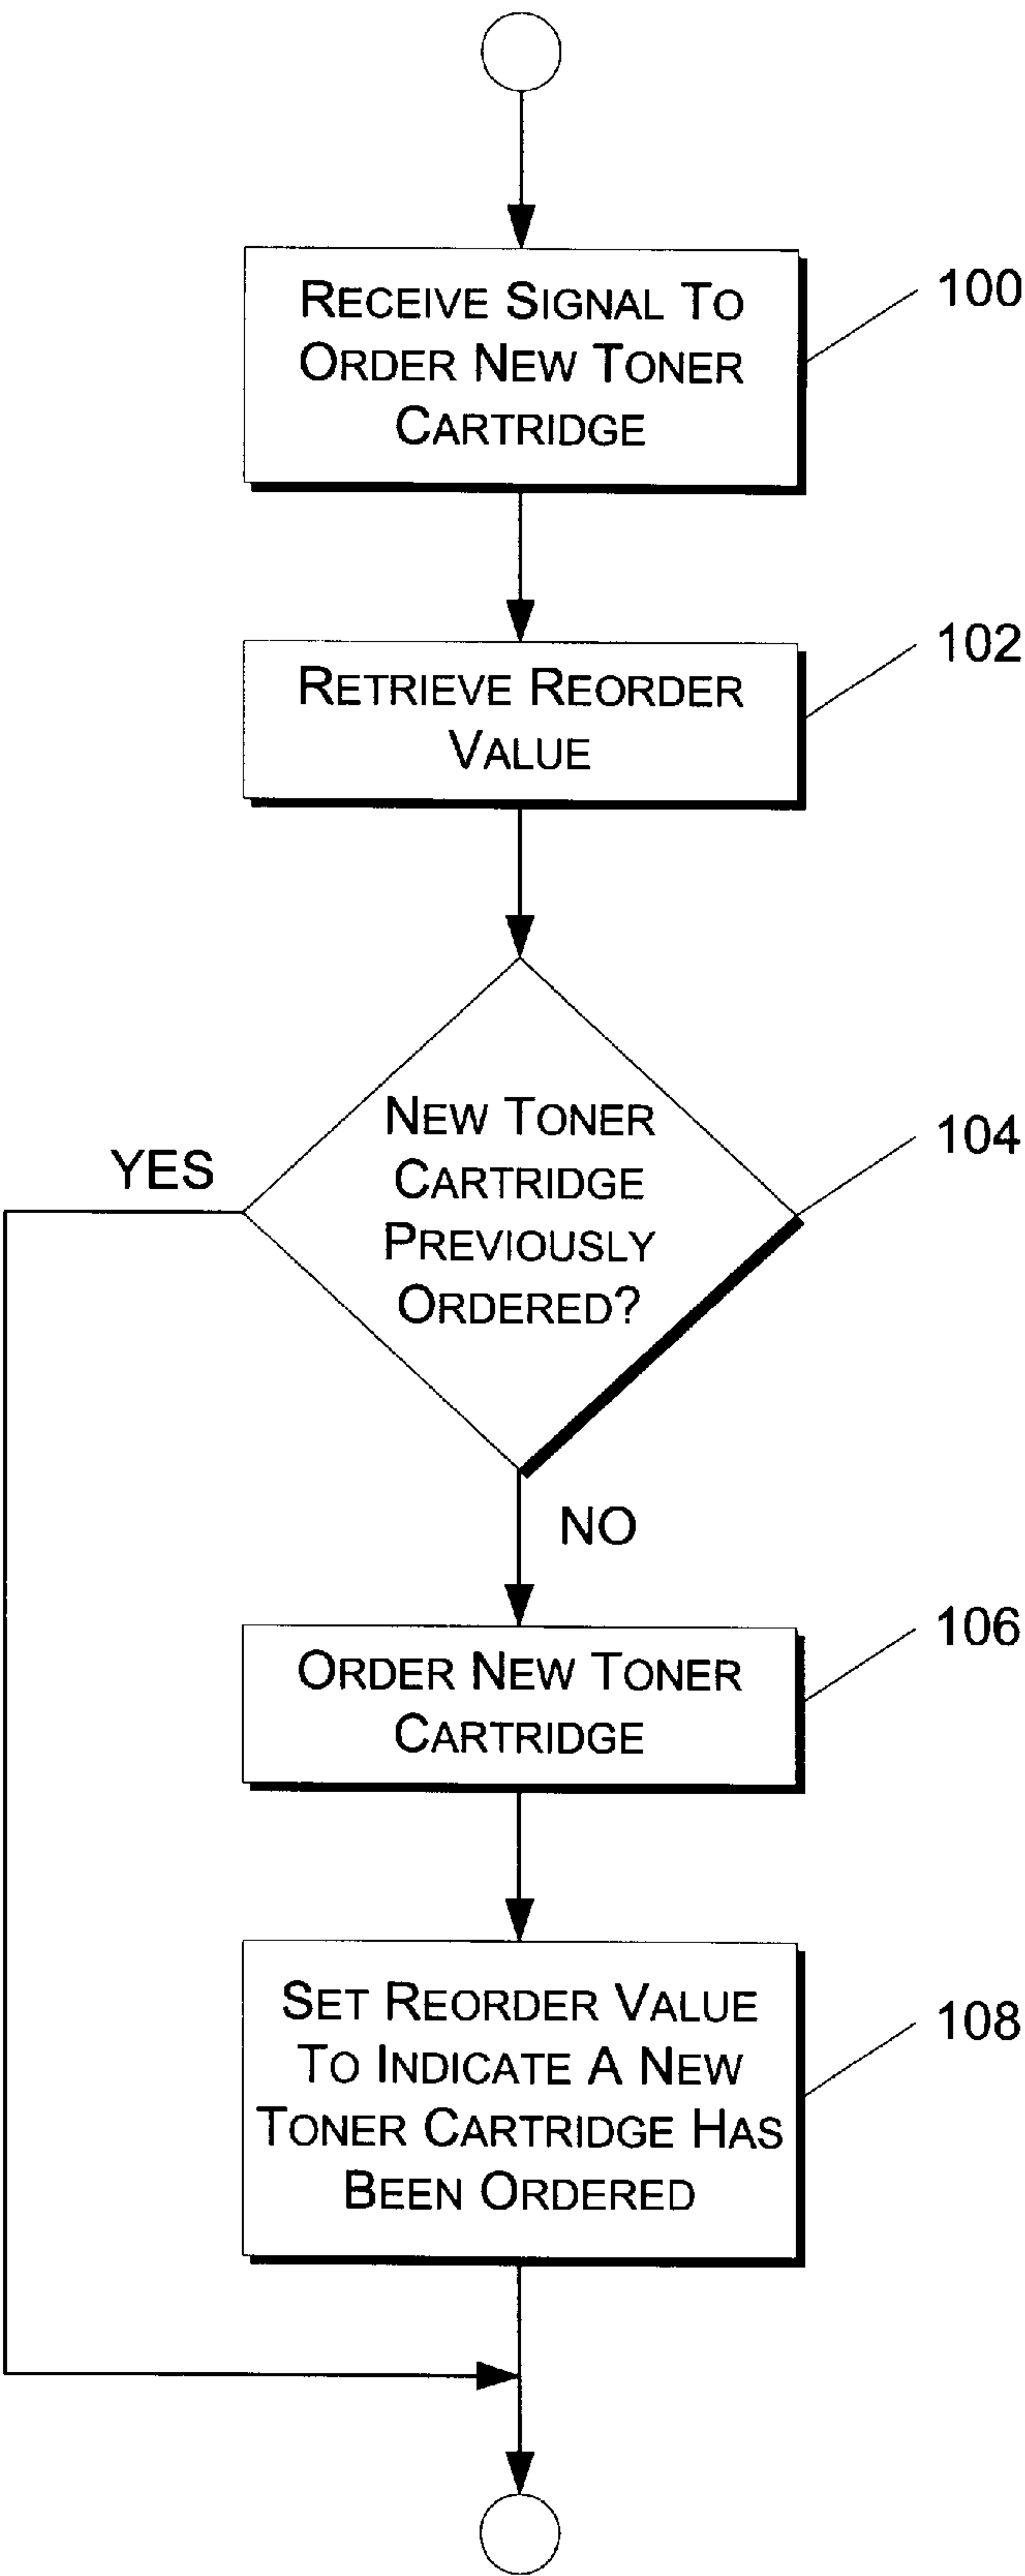 RECEIVE SIGNAL TO
ORDER NEW TONER
CARTRIDGE
100
RETRIEVE REORDER
VALUE
102
NEW TONER
CARTRIDGE
PREVIOUSLY
ORDERED?
104
YES
NO
ORDER NEW TONER
CARTRIDGE
106
SET REORDER VALUE
TO INDICATE A NEW
TONER CARTRIDGE HAS
BEEN ORDERED
108